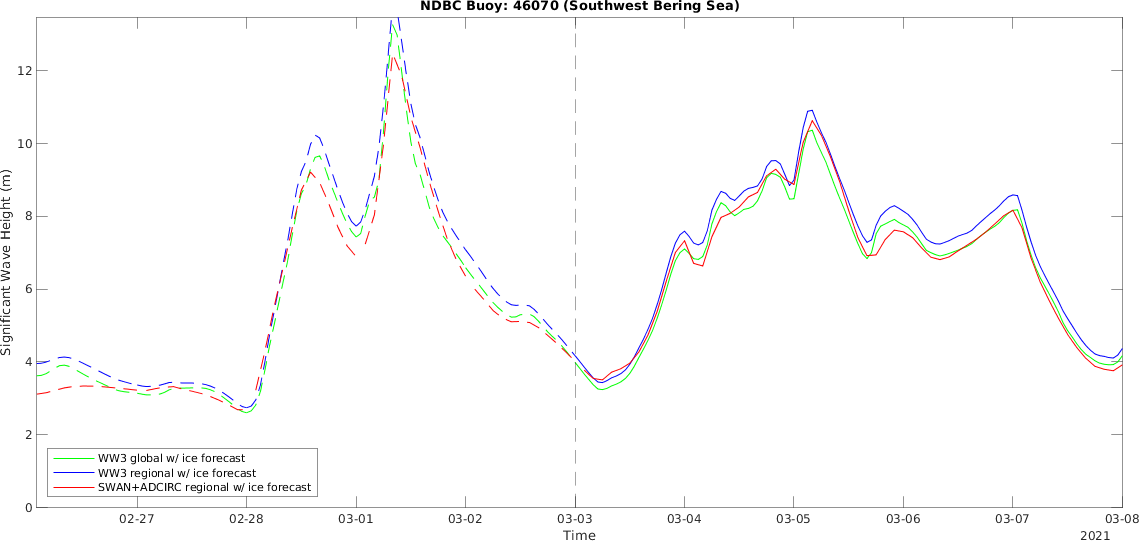 NDBC Buoy: 46070 (Southwest Bering Sea)
Significant Wave Height (m)
12
10
8
6
4
2
0
WW3 global w/ ice forecast
WW3 regional w/ ice forecast
SWAN+ADCIRC regional w/ ice forecast
02-27 02-28 03-01 03-02 03-03 03-04 03-05 03-06 03-07 03-08
Time
2021